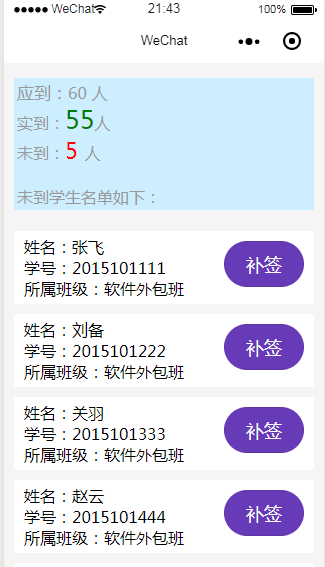 WeChat 21:43 100%
WeChat
应到：60 人
实到：55人
未到：5 人
未到学生名单如下：
姓名：张飞
学号：2015101111
所属班级：软件外包班
补签
姓名：刘备
学号：2015101222
所属班级：软件外包班
补签
姓名：关羽
学号：2015101333
所属班级：软件外包班
补签
姓名：赵云
学号：2015101444
所属班级：软件外包班
补签